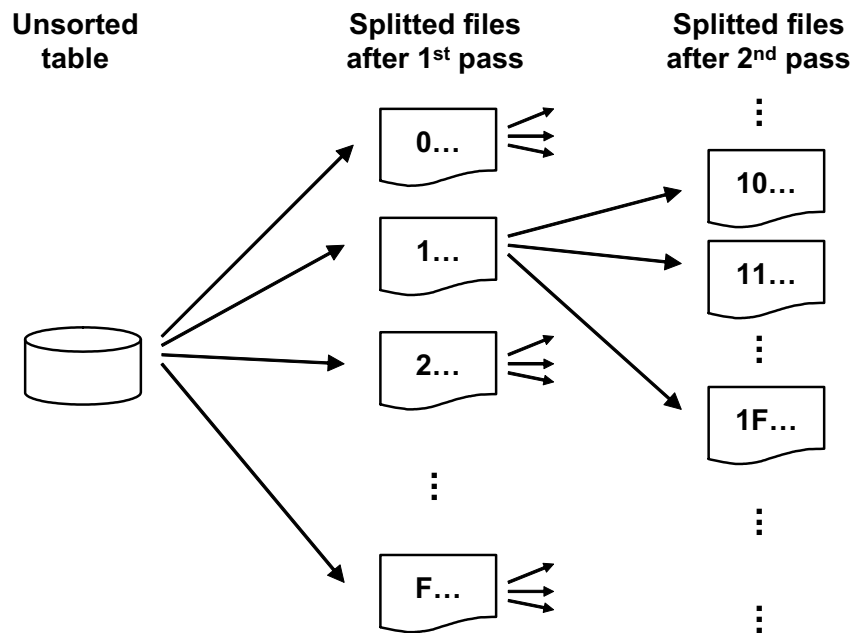 Unsorted
table
Splitted files
after 1st pass
Splitted files
after 2nd pass
0...
1...
2...
⋮
F...
⋮
10...
11...
⋮
1F...
⋮
⋮